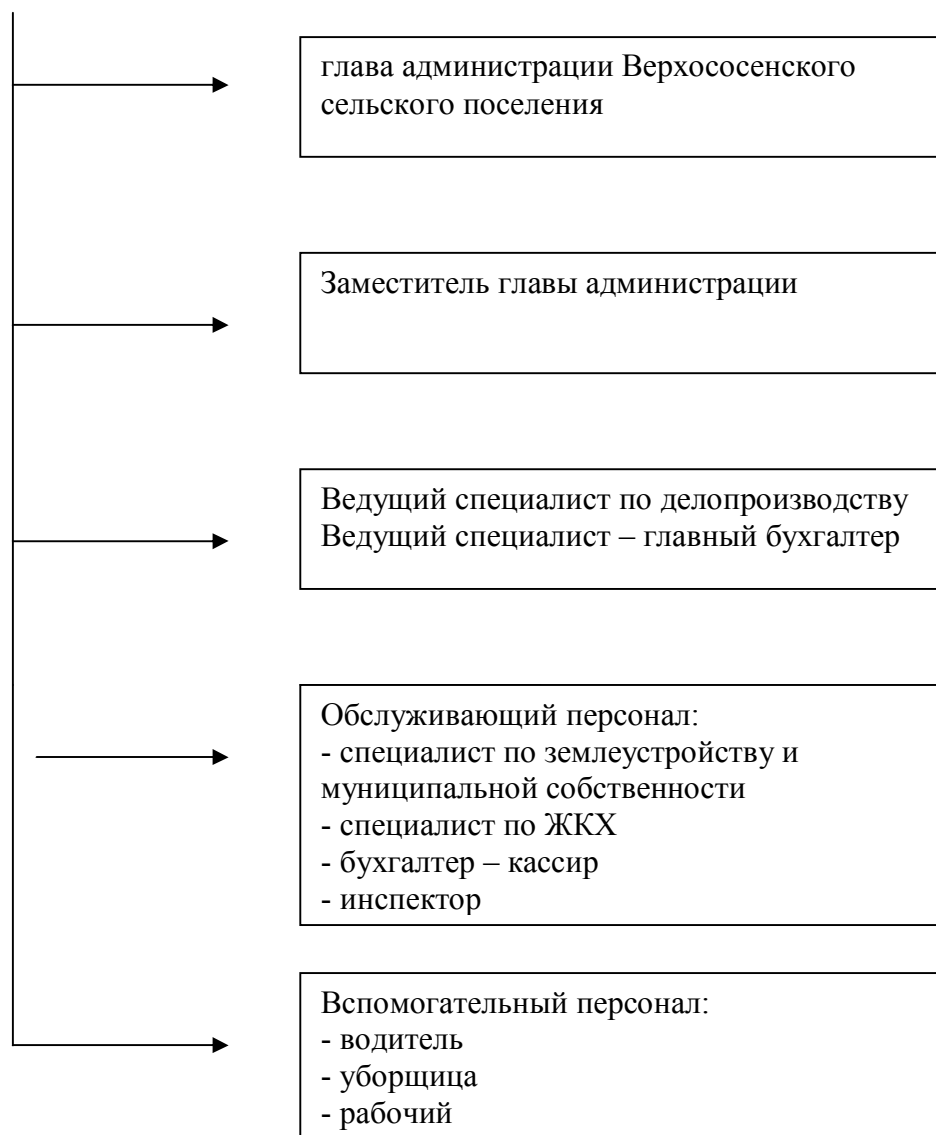 глава администрации Верхососенского
сельского поселения
Заместитель главы администрации
Ведущий специалист по делопроизводству
Ведущий специалист – главный бухгалтер
Обслуживающий персонал:
- специалист по землеустройству и
муниципальной собственности
- специалист по ЖКХ
- бухгалтер – кассир
- инспектор
Вспомогательный персонал:
- водитель
- уборщица
- рабочий